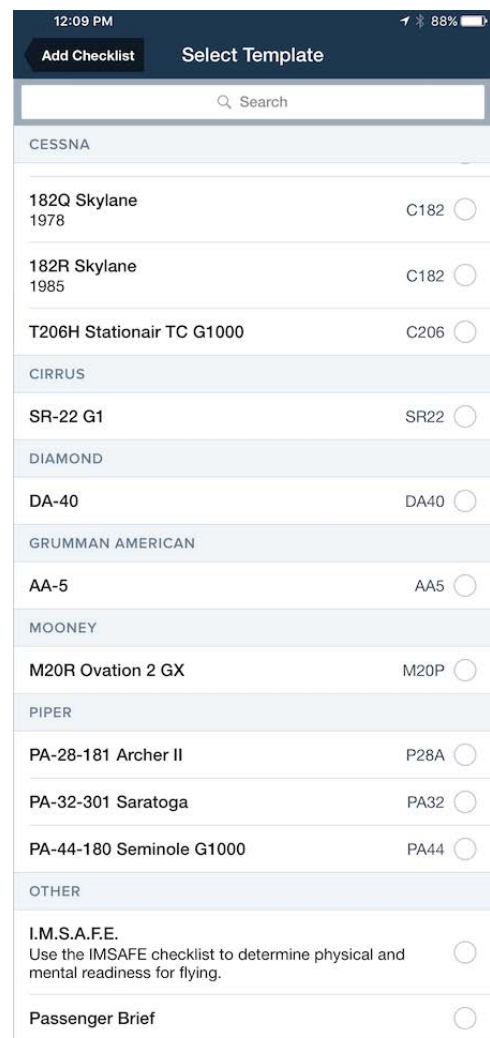 12:09 PM
88%
Add Checklist
Select Template
Search
CESSNA
182Q Skylane
1978
C182
182R Skylane
1985
C182
T206H Stationair TC G1000
C206
CIRRUS
SR-22 G1
SR22
DIAMOND
DA-40
DA40
GRUMMAN AMERICAN
AA-5
AA5
MOONEY
M20R Ovation 2 GX
M20P
PIPER
PA-28-181 Archer II
P28A
PA-32-301 Saratoga
PA32
PA-44-180 Seminole G1000
PA44
OTHER
I.M.S.A.F.E.
Use the IMSAFE checklist to determine physical and
mental readiness for flying.
Passenger Brief